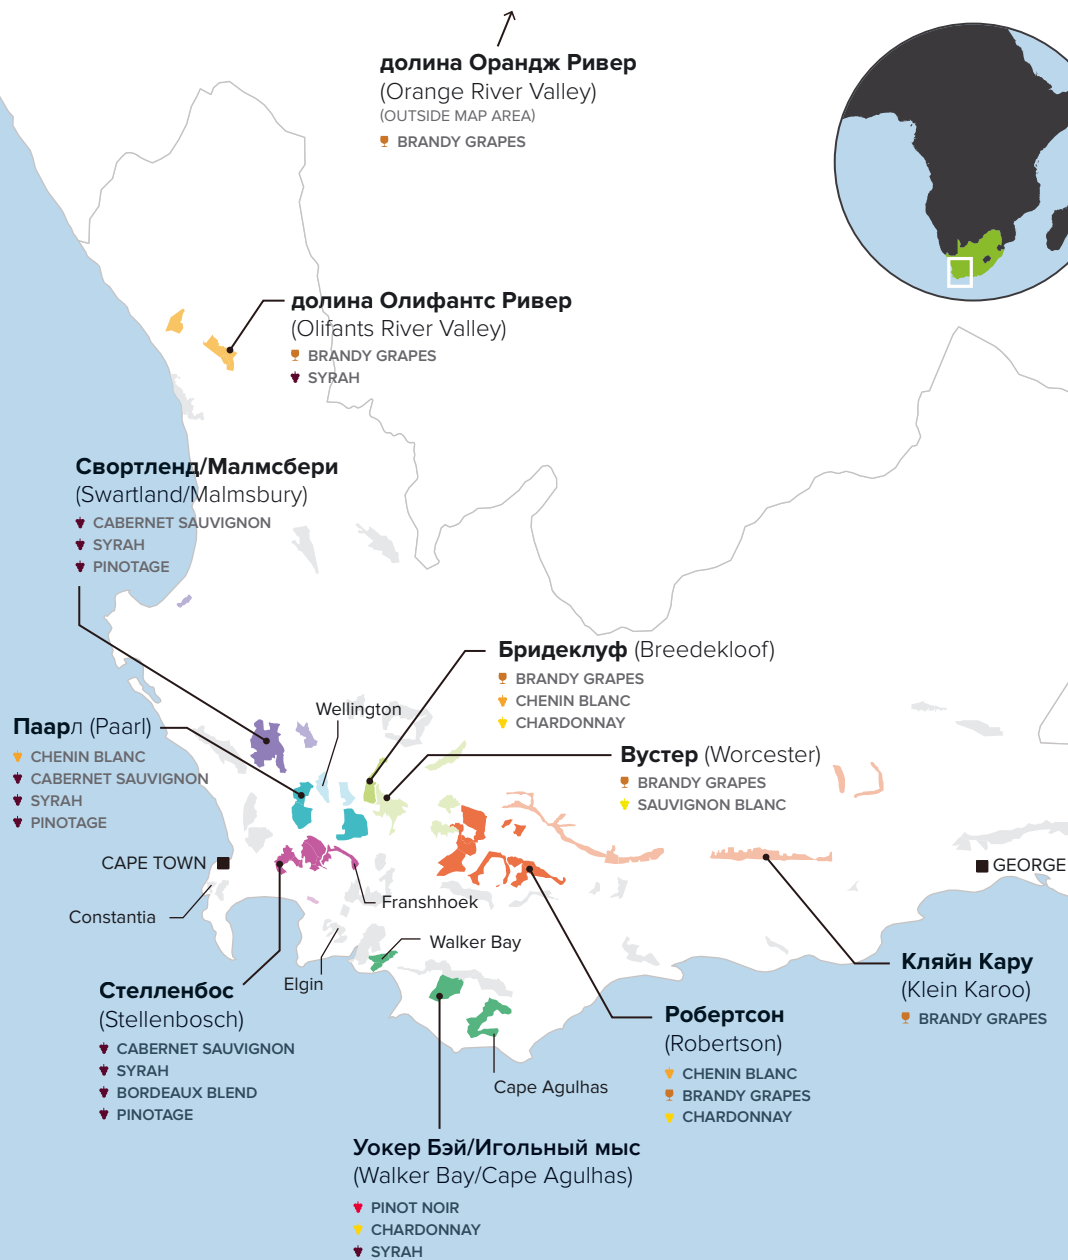 долина Орандж Ривер
(Orange River Valley)
(OUTSIDE MAP AREA)
BRANDY GRAPES
долина Олифантс Ривер
(Olifants River Valley)
BRANDY GRAPES
SYRAH
Свортленд/Малмсбери
(Swartland/Malmsbury)
CABERNET SAUVIGNON
SYRAH
PINOTAGE
Бридеклуф (Breedekloof)
BRANDY GRAPES
CHENIN BLANC
CHARDONNAY
Wellington
Паарл (Paarl)
CHENIN BLANC
CABERNET SAUVIGNON
SYRAH
PINOTAGE
Вустер (Worcester)
BRANDY GRAPES
SAUVIGNON BLANC
CAPE TOWN
GEORGE
Constantia
Franshhoek
Walker Bay
Elgin
Кляйн Кару
(Klein Karoo)
BRANDY GRAPES
Стелленбос
(Stellenbosch)
CABERNET SAUVIGNON
SYRAH
BORDEAUX BLEND
PINOTAGE
Робертсон
(Robertson)
CHENIN BLANC
BRANDY GRAPES
CHARDONNAY
Cape Agulhas
Уокер Бэй/Игольный мыс
(Walker Bay/Cape Agulhas)
PINOT NOIR
CHARDONNAY
SYRAH